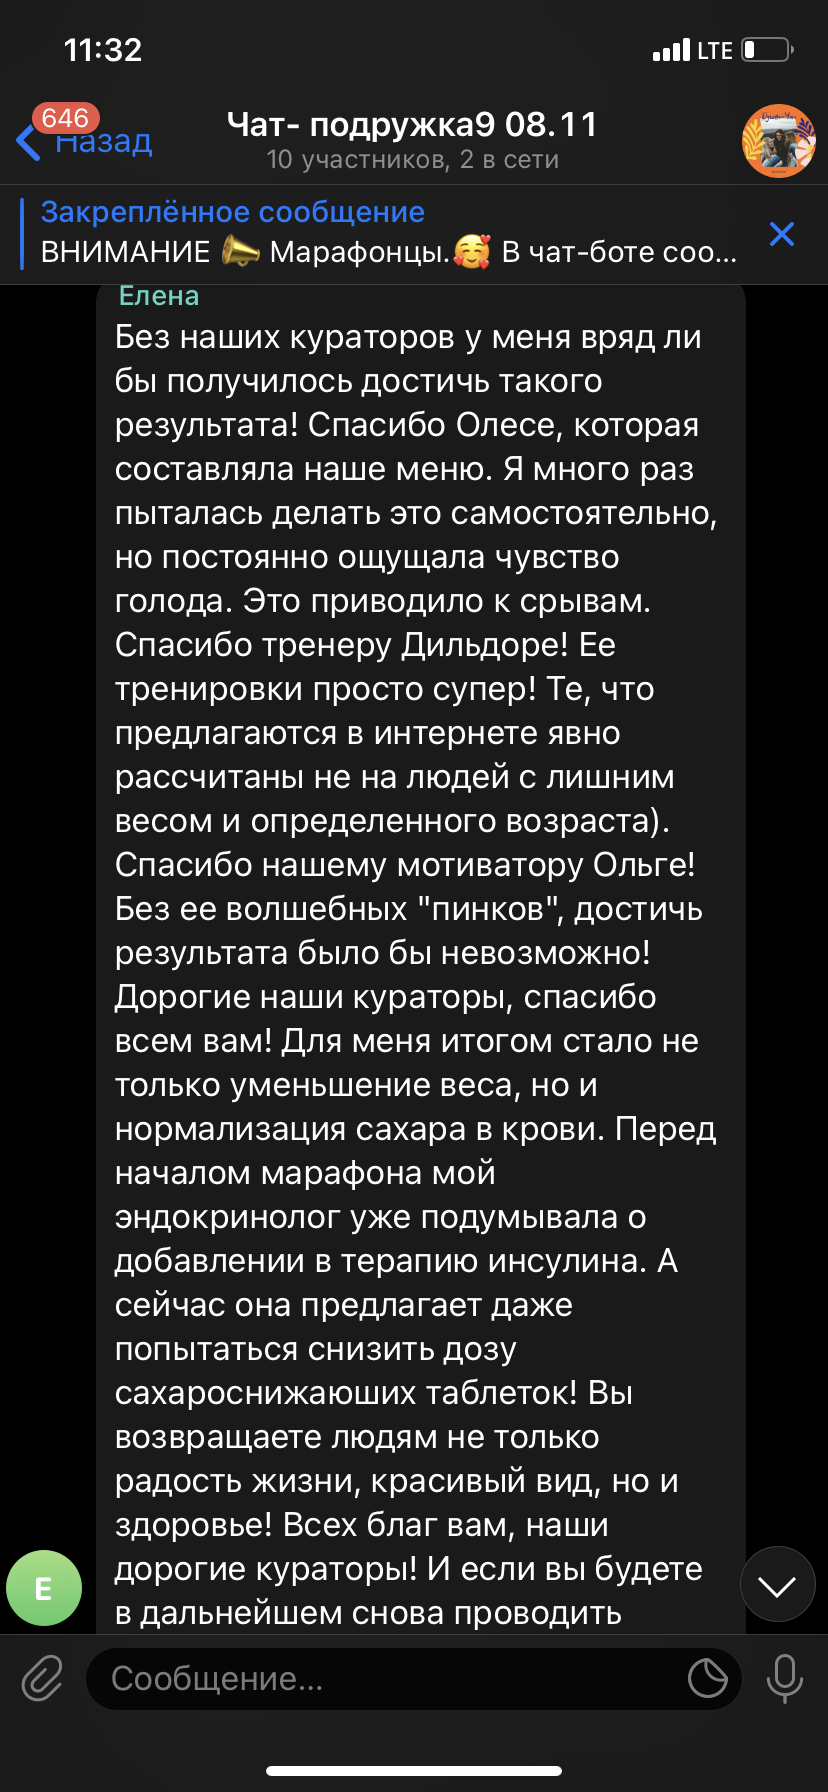 11:32
LTE
646
Назад
Чат- подружка9 08.11
10 участников, 2 в сети
Закреплённое сообщение
ВНИМАНИЕ 📣 Марафонцы.🥰 В чат-боте соо...
Елена
Без наших кураторов у меня вряд ли
бы получилось достичь такого
результата! Спасибо Олесе, которая
составляла наше меню. Я много раз
пыталась делать это самостоятельно,
но постоянно ощущала чувство
голода. Это приводило к срывам.
Спасибо тренеру Дильдоре! Ее
тренировки просто супер! Те, что
предлагаются в интернете явно
рассчитаны не на людей с лишним
весом и определенного возраста).
Спасибо нашему мотиватору Ольге!
Без ее волшебных "пинков", достичь
результата было бы невозможно!
Дорогие наши кураторы, спасибо
всем вам! Для меня итогом стало не
только уменьшение веса, но и
нормализация сахара в крови. Перед
началом марафона мой
эндокринолог уже подумывала о
добавлении в терапию инсулина. А
сейчас она предлагает даже
попытаться снизить дозу
сахароснижаюших таблеток! Вы
возвращаете людям не только
радость жизни, красивый вид, но и
здоровье! Всех благ вам, наши
дорогие кураторы! И если вы будете
в дальнейшем снова проводить
Е
Сообщение...